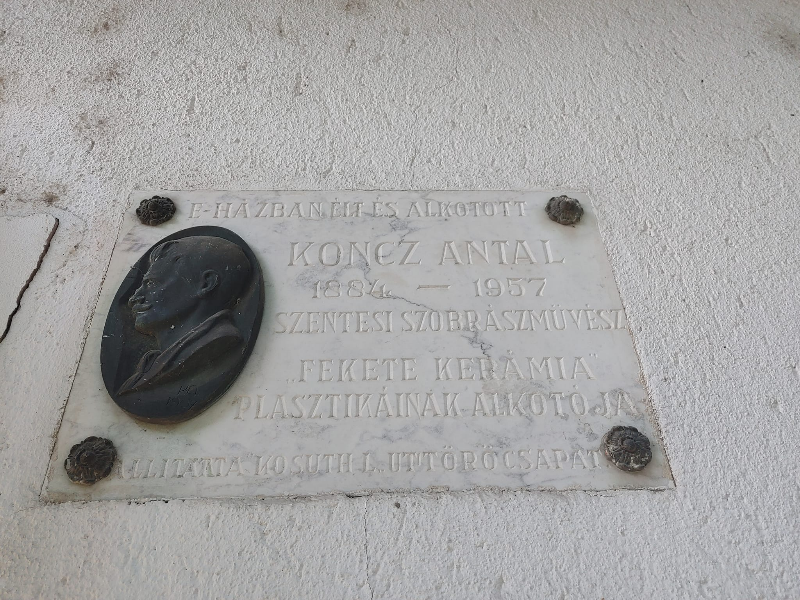 E-HÁZBAN ÉLT ÉS ALKOTOTT
KONCZ ANTAL
1884 — 1957
SZENTESI SZOBRÁSZMŰVÉSZ
„FEKETE KERÁMIA"
PLASZTIKÁINAK ALKOTÓJA
ÁLLÍTTATTA KOSUTH L. ÚTTÖRŐCSAPAT